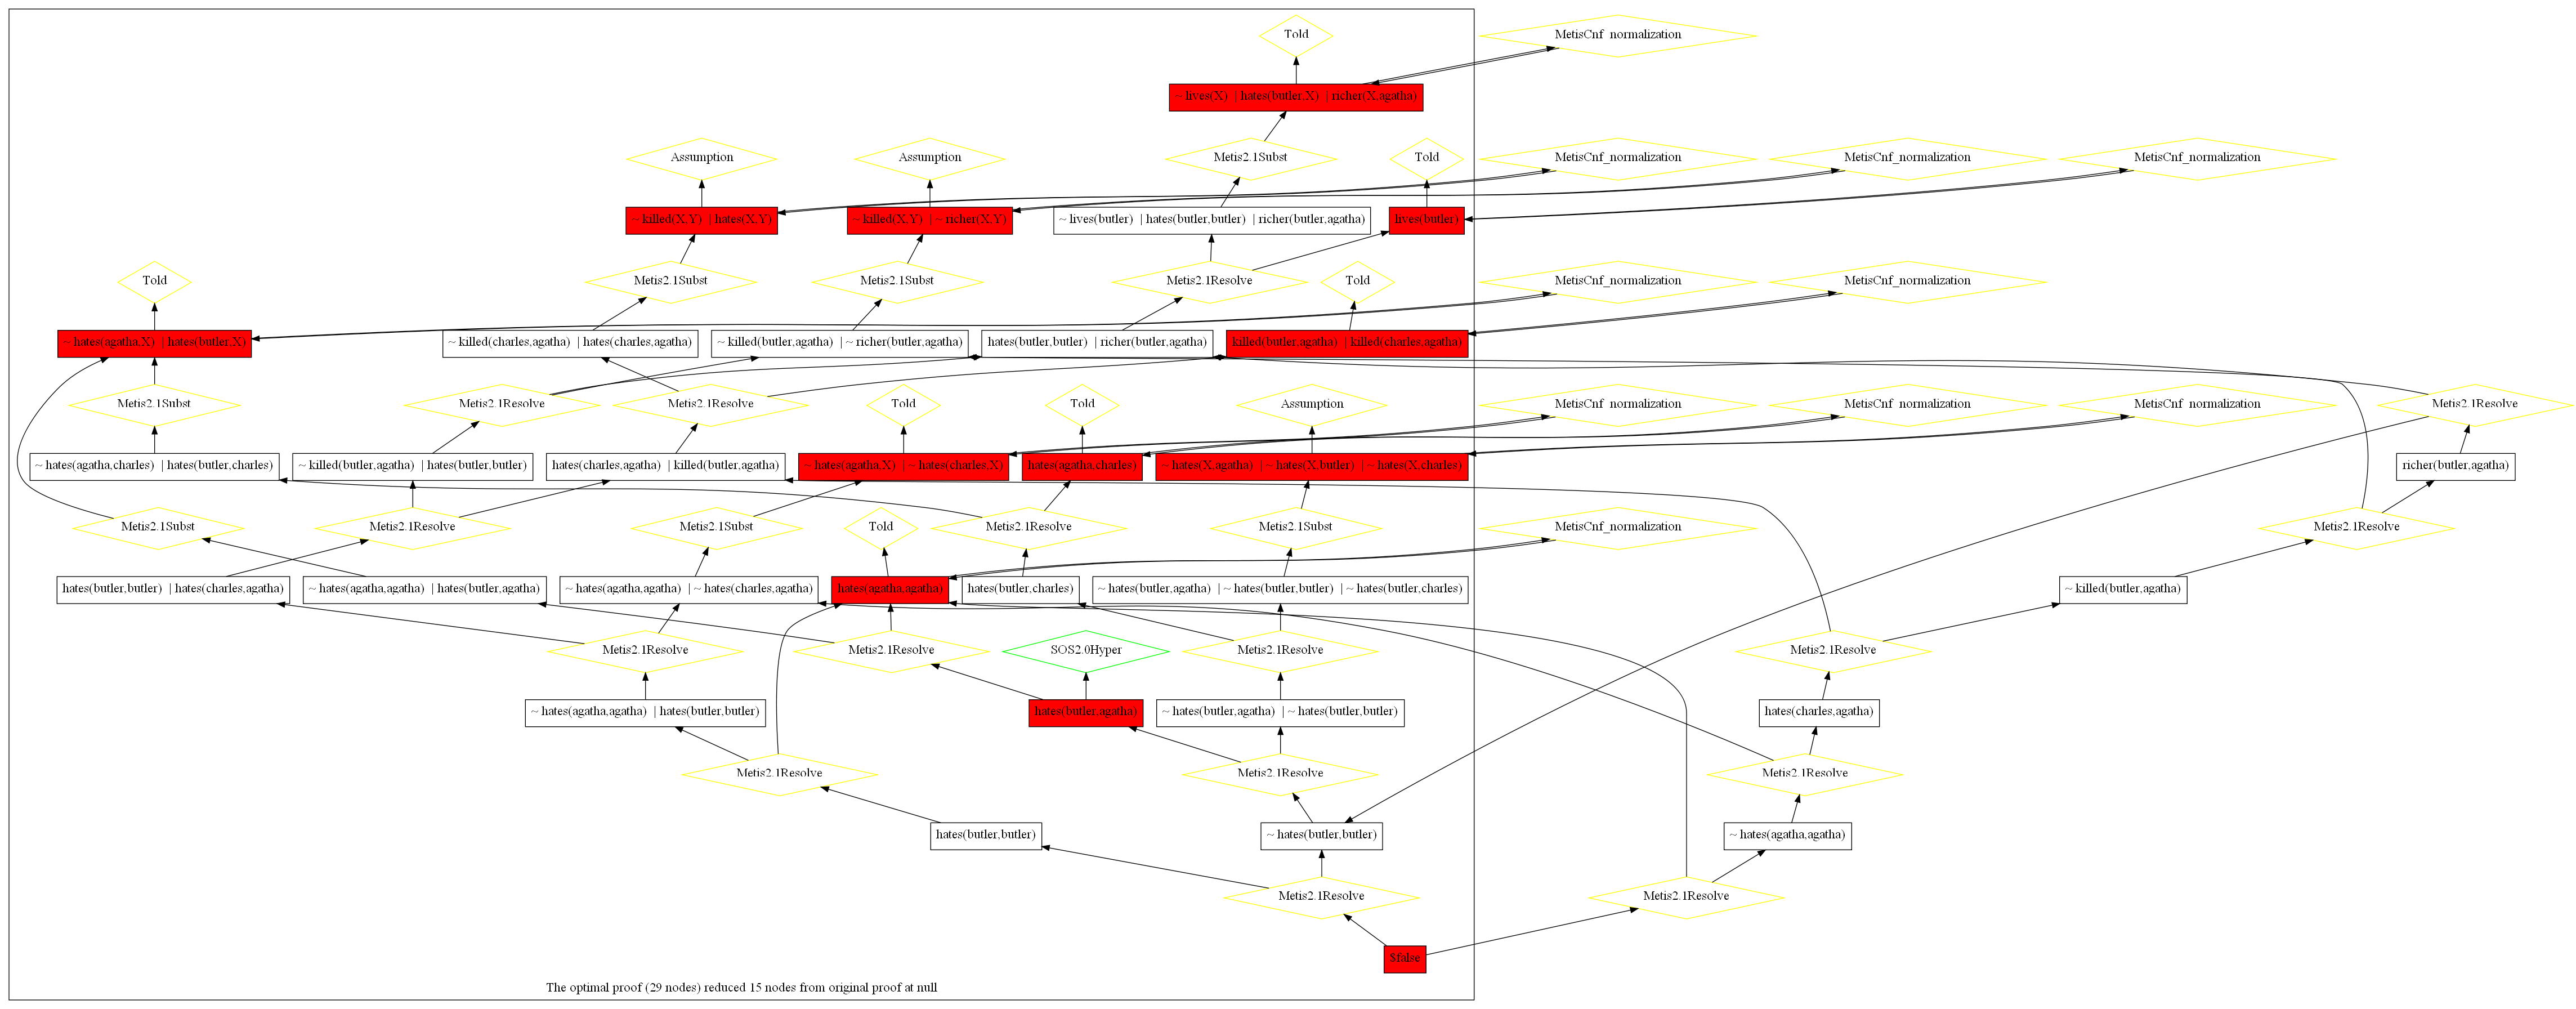 Told
MetisCnf_normalization
~ lives(X) | hates(butler,X) | richer(X,agatha)
Assumption
Assumption
Metis2.1Subst
Told
MetisCnf_normalization
MetisCnf_normalization
MetisCnf_normalization
~ killed(X,Y) | hates(X,Y)
~ killed(X,Y) | ~ richer(X,Y)
~ lives(butler) | hates(butler,butler) | richer(butler,agatha)
lives(butler)
Told
Metis2.1Subst
Metis2.1Subst
Metis2.1Resolve
Told
MetisCnf_normalization
MetisCnf_normalization
~ hates(agatha,X) | hates(butler,X)
~ killed(charles,agatha) | hates(charles,agatha)
~ killed(butler,agatha) | ~ richer(butler,agatha)
hates(butler,butler) | richer(butler,agatha)
killed(butler,agatha) | killed(charles,agatha)
Metis2.1Subst
Metis2.1Resolve
Metis2.1Resolve
Told
Told
Assumption
MetisCnf_normalization
MetisCnf_normalization
MetisCnf_normalization
Metis2.1Resolve
~ hates(agatha,charles) | hates(butler,charles)
~ killed(butler,agatha) | hates(butler,butler)
hates(charles,agatha) | killed(butler,agatha)
~ hates(agatha,X) | ~ hates(charles,X)
hates(agatha,charles)
~ hates(X,agatha) | ~ hates(X,butler) | ~ hates(X,charles)
richer(butler,agatha)
Metis2.1Subst
Metis2.1Resolve
Metis2.1Subst
Told
Metis2.1Resolve
Metis2.1Subst
MetisCnf_normalization
Metis2.1Resolve
hates(butler,butler) | hates(charles,agatha)
~ hates(agatha,agatha) | hates(butler,agatha)
~ hates(agatha,agatha) | ~ hates(charles,agatha)
hates(agatha,agatha)
hates(butler,charles)
~ hates(butler,agatha) | ~ hates(butler,butler) | ~ hates(butler,charles)
~ killed(butler,agatha)
Metis2.1Resolve
Metis2.1Resolve
SOS2.0Hyper
Metis2.1Resolve
Metis2.1Resolve
~ hates(agatha,agatha) | hates(butler,butler)
hates(butler,agatha)
~ hates(butler,agatha) | ~ hates(butler,butler)
hates(charles,agatha)
Metis2.1Resolve
Metis2.1Resolve
Metis2.1Resolve
hates(butler,butler)
~ hates(butler,butler)
~ hates(agatha,agatha)
Metis2.1Resolve
Metis2.1Resolve
$false
The optimal proof (29 nodes) reduced 15 nodes from original proof at null